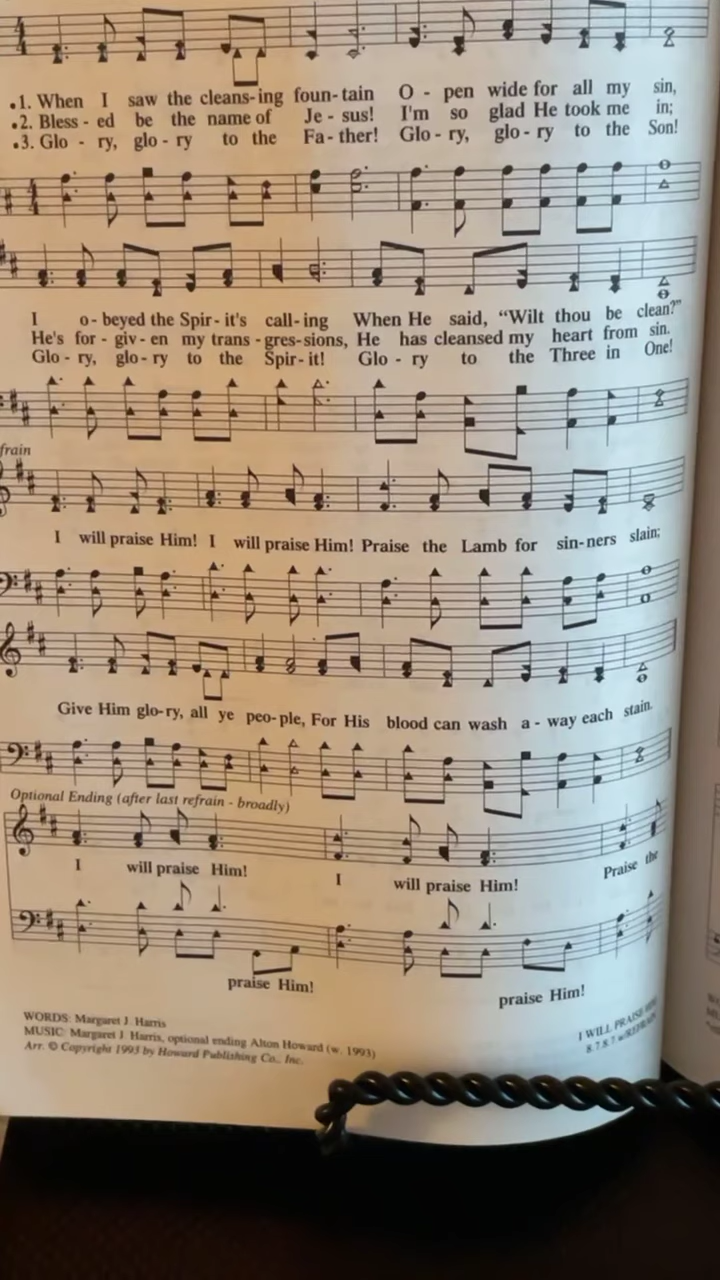 .1. When I saw the cleans-ing foun-tain O - pen wide for all my sin,
.2. Bless - ed be the name of Je - sus! I'm so glad He took me in;
.3. Glo - ry, glo - ry to the Fa - ther! Glo - ry, glo - ry to the Son!
I o-beyed the Spir-it's call-ing When He said, “Wilt thou be clean?”
He's for - giv - en my trans - gres-sions, He has cleansed my heart from sin.
Glo - ry, glo - ry to the Spir - it! Glo - ry to the Three in One!
frain
I will praise Him! I will praise Him! Praise the Lamb for sin-ners slain;
Give Him glo-ry, all ye peo-ple, For His blood can wash a - way each stain.
Optional Ending (after last refrain - broadly)
I will praise Him! I will praise Him! Praise the
praise Him! praise Him!
WORDS: Margaret J. Harris
MUSIC: Margaret J. Harris, optional ending Alton Howard (w. 1993)
Arr. © Copyright 1993 by Howard Publishing Co., Inc.
I WILL PRAISE HIM
8.7.8.7 w/REFRAIN